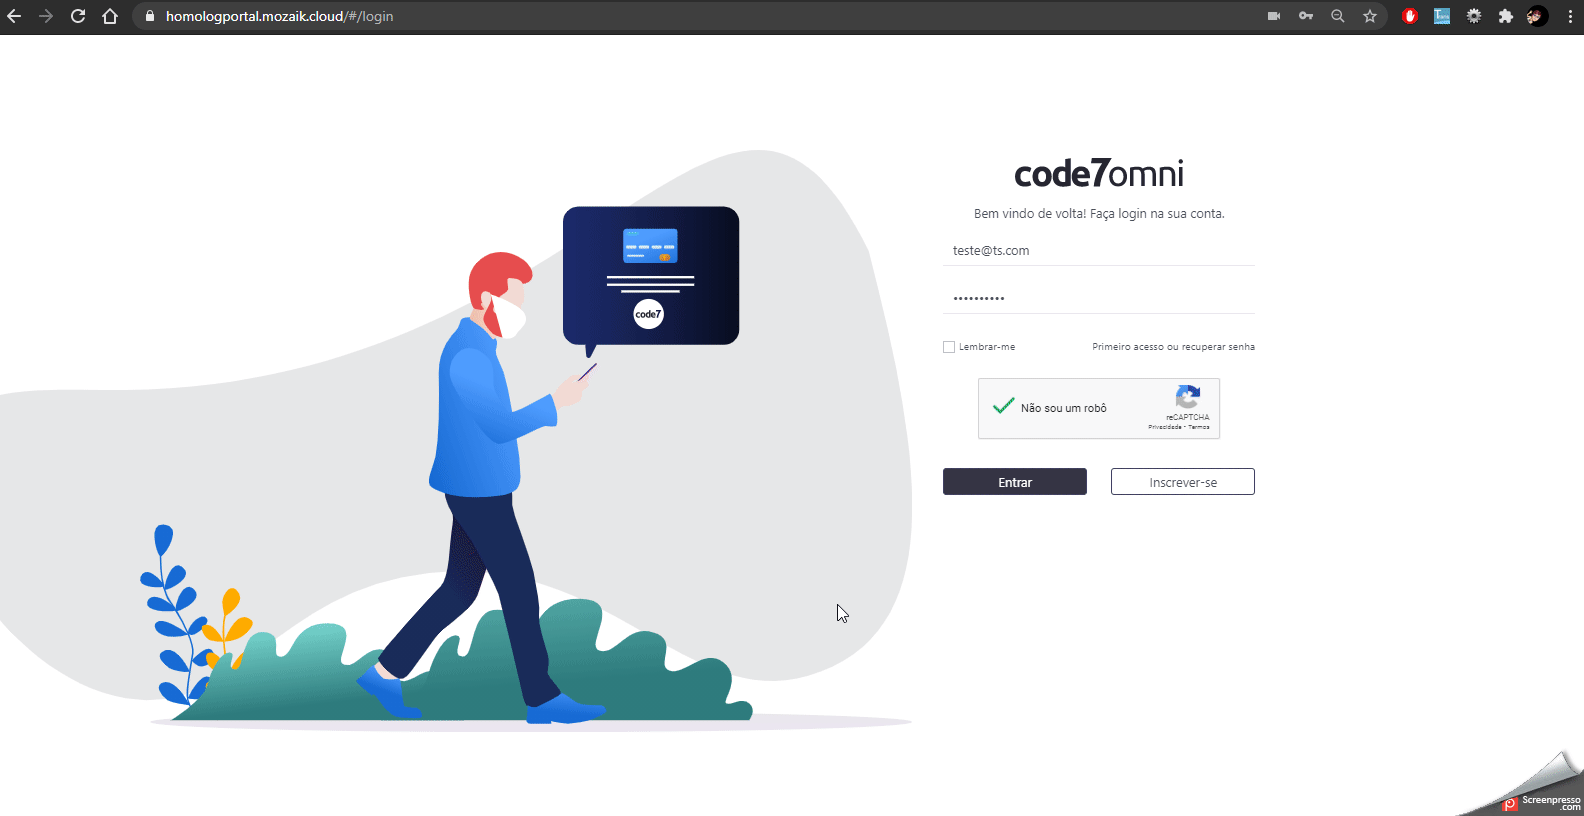 homologportal.mozaik.cloud/#/login
code7omni
Bem vindo de volta! Faça login na sua conta.
teste@ts.com
••••••••••
Lembrar-me
Primeiro acesso ou recuperar senha
Não sou um robô
reCAPTCHA
Privacidade - Termos
Entrar
Inscrever-se
code7
Screenpresso
.com